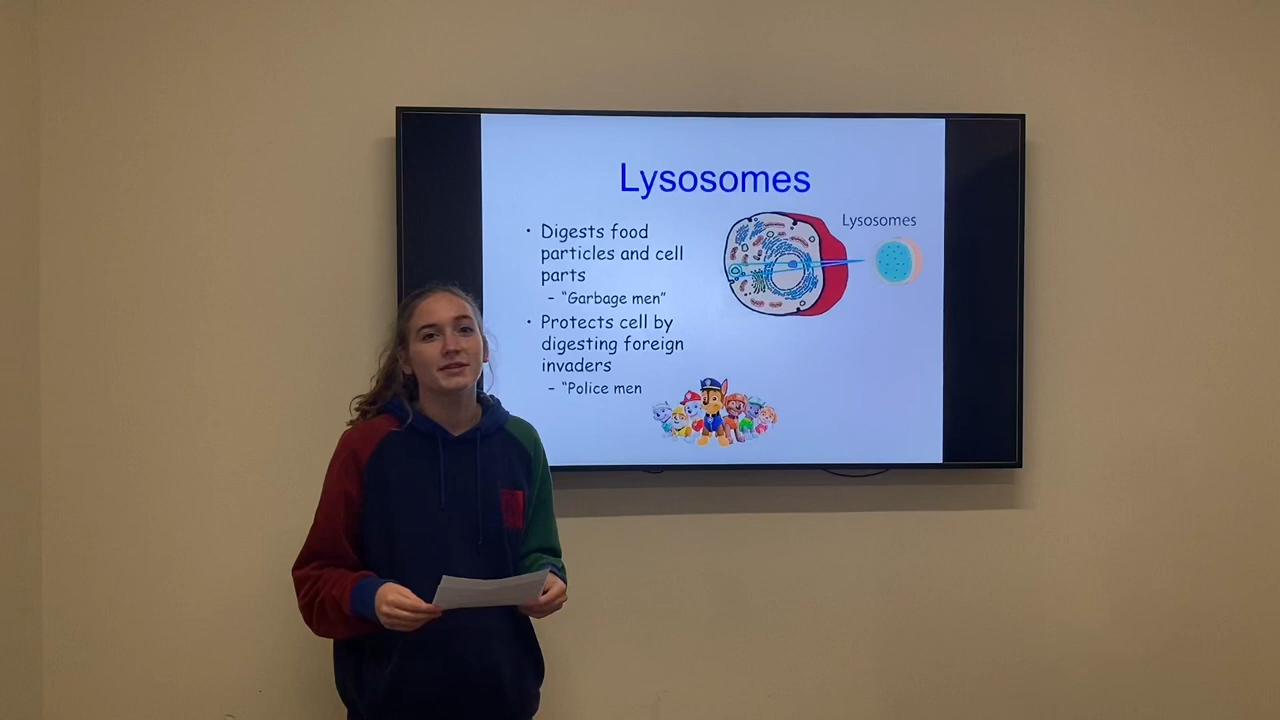 Lysosomes
Lysosomes
• Digests food
particles and cell
parts
– "Garbage men"
• Protects cell by
digesting foreign
invaders
– "Police men